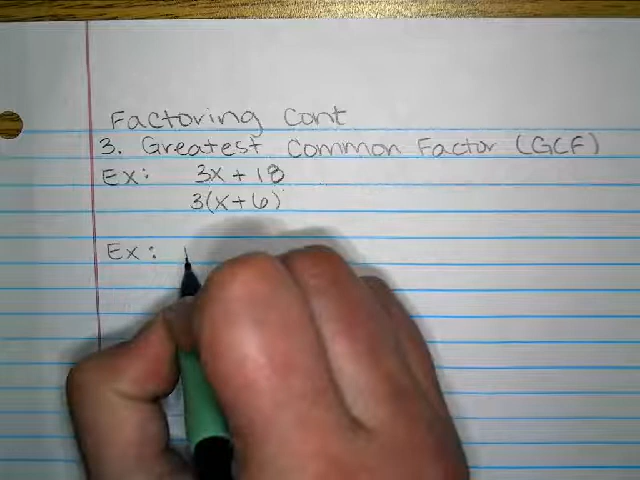 Factoring Cont
3. Greatest Common Factor (GCF)
Ex: 3x + 18
3(x+6)
Ex: